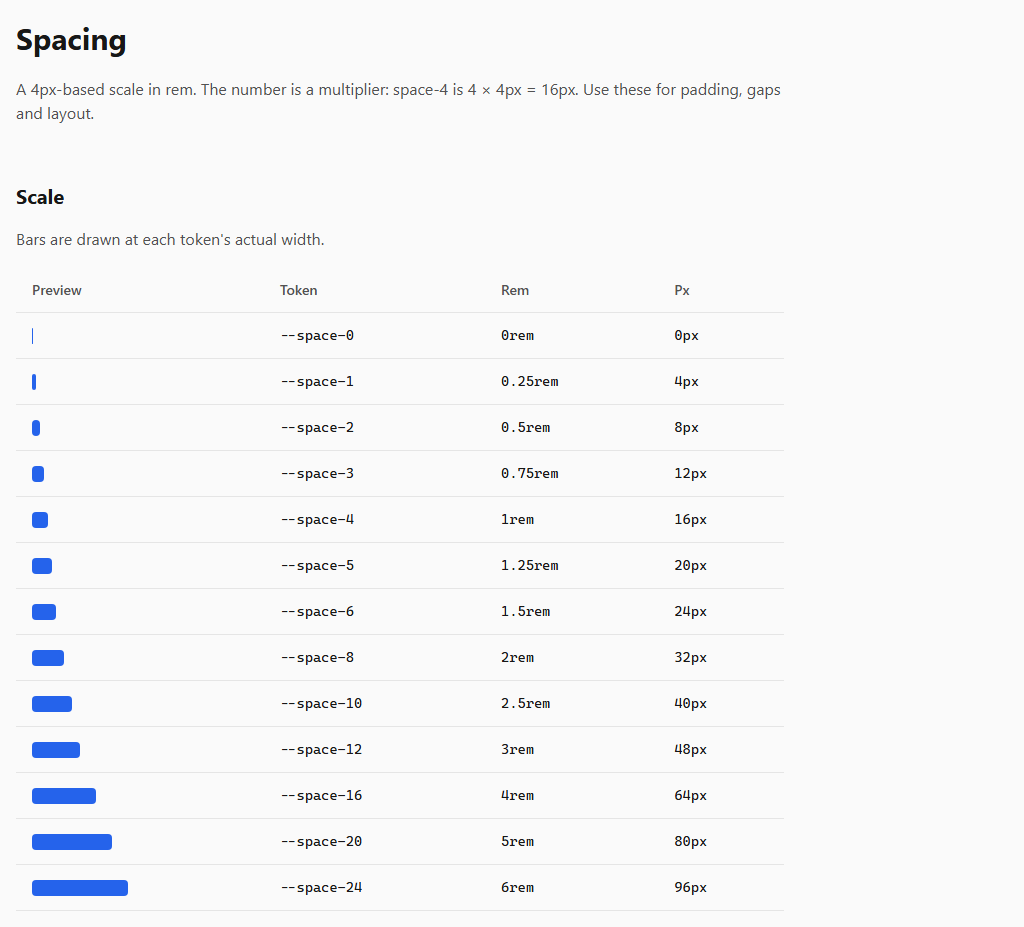 Spacing
A 4px-based scale in rem. The number is a multiplier: space-4 is 4 × 4px = 16px. Use these for padding, gaps
and layout.
Scale
Bars are drawn at each token's actual width.
Preview Token Rem Px
--space-0 0rem 0px
--space-1 0.25rem 4px
--space-2 0.5rem 8px
--space-3 0.75rem 12px
--space-4 1rem 16px
--space-5 1.25rem 20px
--space-6 1.5rem 24px
--space-8 2rem 32px
--space-10 2.5rem 40px
--space-12 3rem 48px
--space-16 4rem 64px
--space-20 5rem 80px
--space-24 6rem 96px